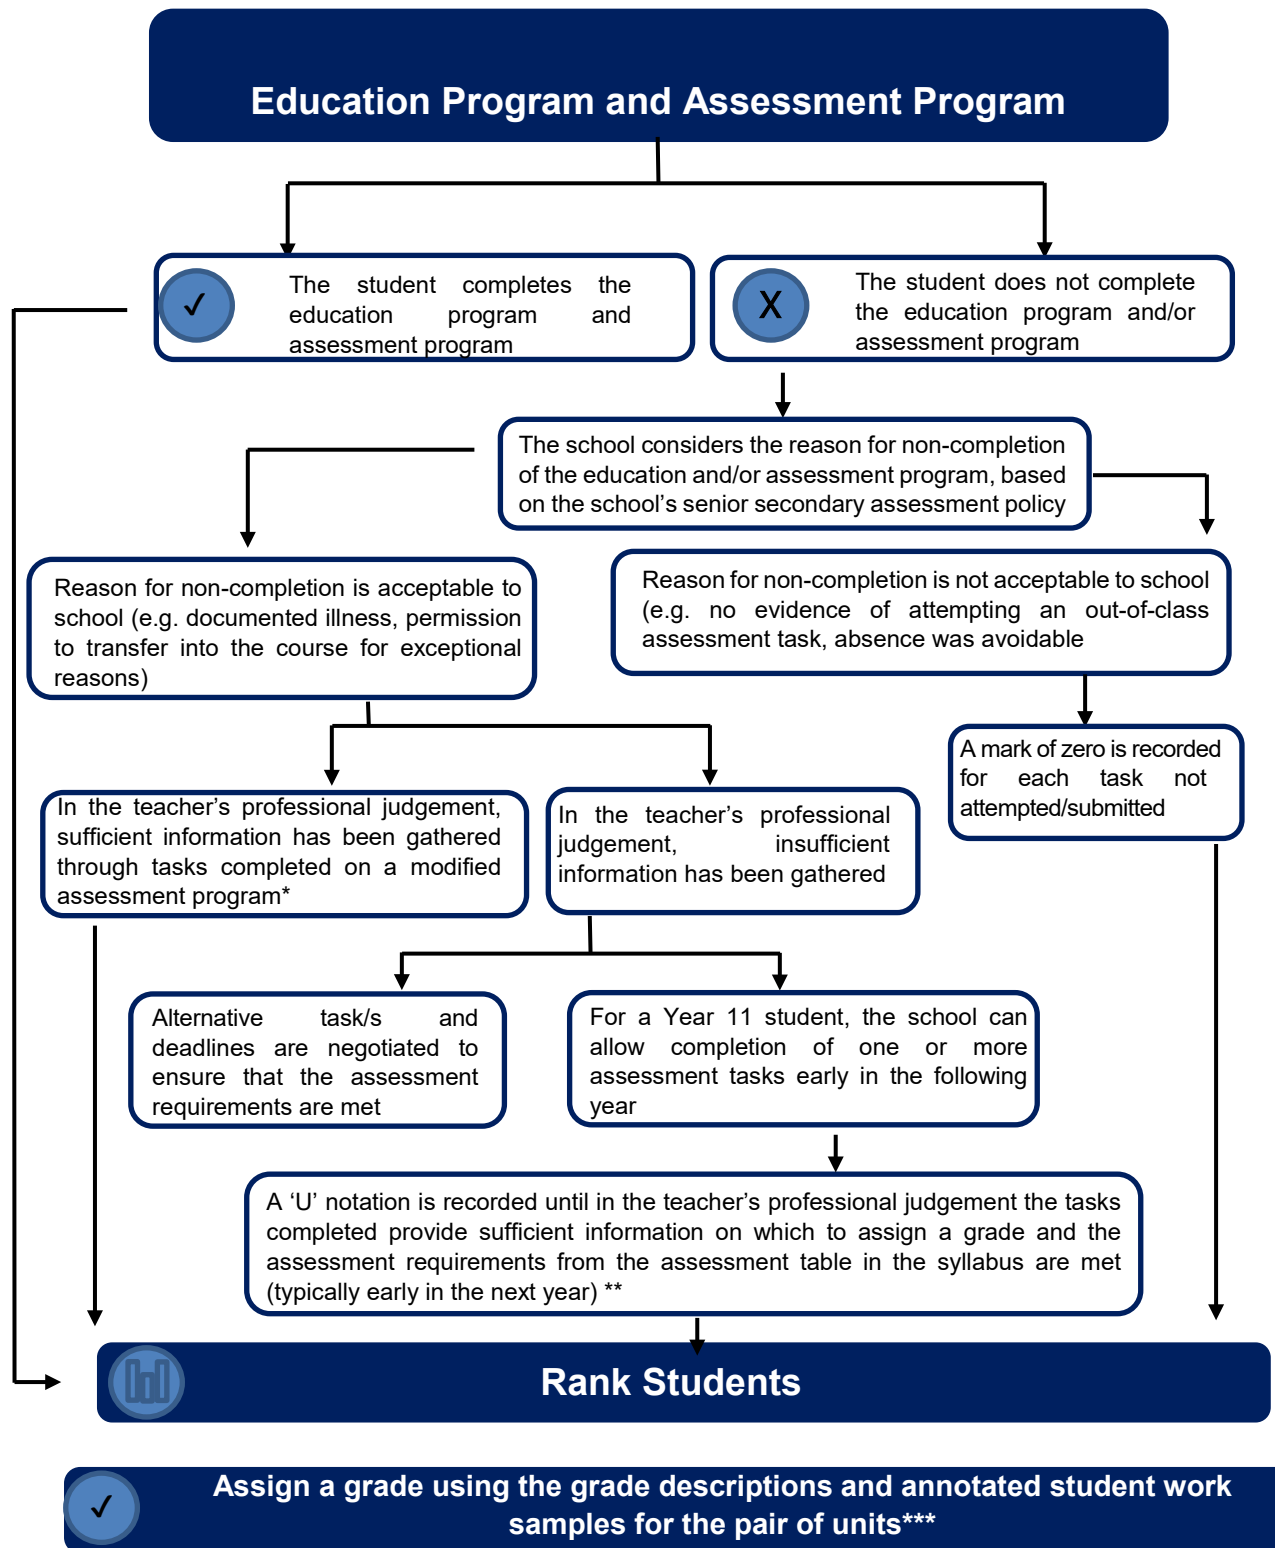 Education Program and Assessment Program
✓
The student completes the
education program and
assessment program
X
The student does not complete
the education program and/or
assessment program
The school considers the reason for non-completion
of the education and/or assessment program, based
on the school’s senior secondary assessment policy
Reason for non-completion is acceptable to
school (e.g. documented illness, permission
to transfer into the course for exceptional
reasons)
Reason for non-completion is not acceptable to school
(e.g. no evidence of attempting an out-of-class
assessment task, absence was avoidable
A mark of zero is recorded
for each task not
attempted/submitted
In the teacher’s professional judgement,
sufficient information has been gathered
through tasks completed on a modified
assessment program*
In the teacher’s professional
judgement, insufficient
information has been gathered
Alternative task/s and
deadlines are negotiated to
ensure that the assessment
requirements are met
For a Year 11 student, the school can
allow completion of one or more
assessment tasks early in the following
year
A ‘U’ notation is recorded until in the teacher’s professional judgement the tasks
completed provide sufficient information on which to assign a grade and the
assessment requirements from the assessment table in the syllabus are met
(typically early in the next year) **
Rank Students
✓
Assign a grade using the grade descriptions and annotated student work
samples for the pair of units***